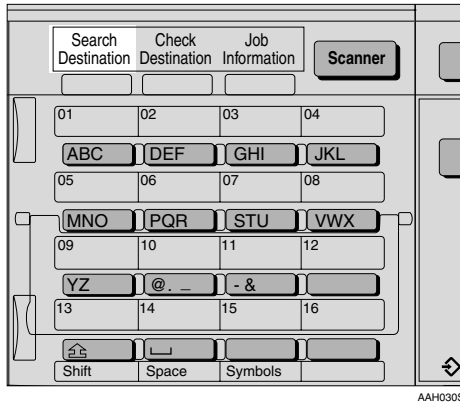 Search Check Job
Destination Destination Information Scanner
01 02 03 04
ABC DEF GHI JKL
05 06 07 08
MNO PQR STU VWX
09 10 11 12
YZ @. _ - &
13 14 15 16
Shift Space Symbols
AAH030S